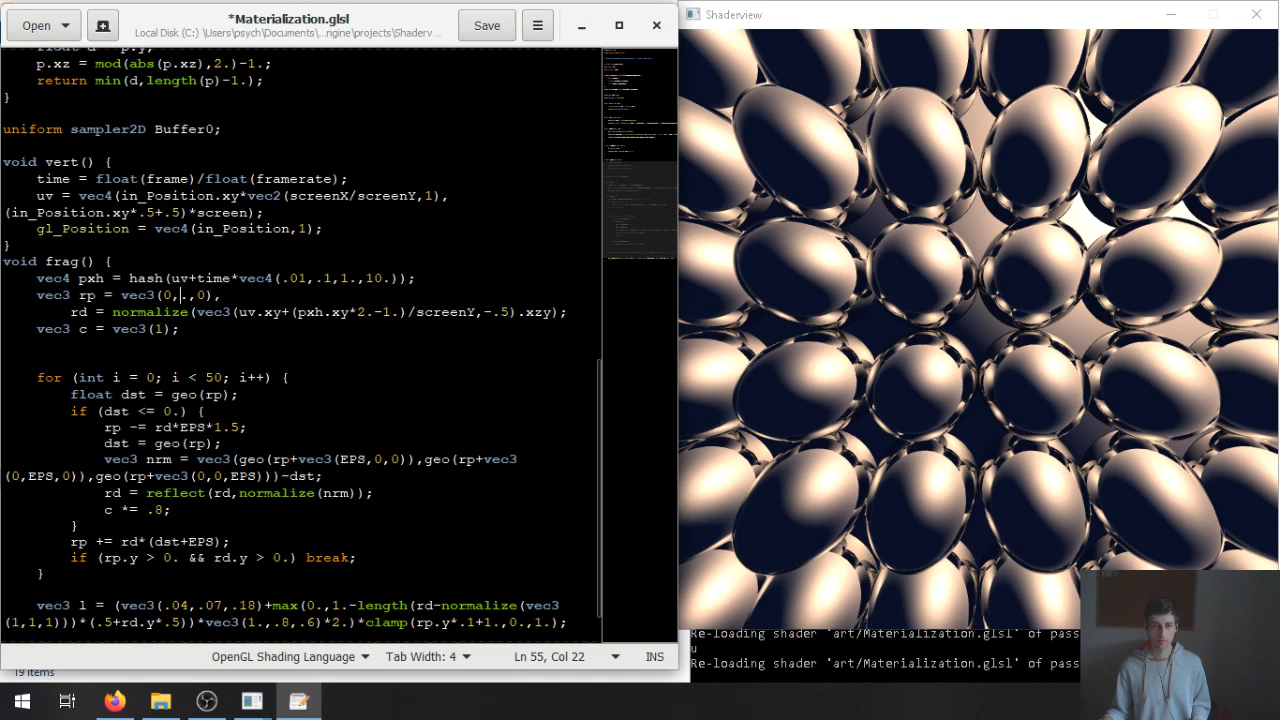 Open
*Materialization.glsl
Local Disk (C:) \Users\psych\Documents\...ngine\projects\Shaderv...
Save
Shaderview
p.xz = mod(abs(p.xz),2.)-1.;
return min(d,length(p)-1.);
}
uniform sampler2D Buffer0;
void vert() {
time = float(frame)/float(framerate);
uv = vec4(in_Position.xy*vec2(screenX/screenY,1),
(in_Position.xy*.5+.5)*screen);
gl_Position = vec4(in_Position,1);
}
void frag() {
vec4 pxh = hash(uv+time*vec4(.01,.1,1.,10.));
vec3 rp = vec3(0,.,0),
rd = normalize(vec3(uv.xy+(pxh.xy*2.-1.)/screenY,-.5).xzy);
vec3 c = vec3(1);
for (int i = 0; i < 50; i++) {
float dst = geo(rp);
if (dst <= 0.) {
rp -= rd*EPS*1.5;
dst = geo(rp);
vec3 nrm = vec3(geo(rp+vec3(EPS,0,0)),geo(rp+vec3
(0,EPS,0)),geo(rp+vec3(0,0,EPS)))-dst;
rd = reflect(rd,normalize(nrm));
c *= .8;
}
rp += rd*(dst+EPS);
if (rp.y > 0. && rd.y > 0.) break;
}
vec3 l = (vec3(.04,.07,.18)+max(0.,1.-length(rd-normalize(vec3
(1,1,1)))*(.5+rd.y*.5))*vec3(1.,.8,.6)*2.)*clamp(rp.y*.1+1.,0.,1.);
OpenGL Shading Language
Tab Width: 4
Ln 55, Col 22
INS
19 items
Re-loading shader 'art/Materialization.glsl' of pass
u
Re-loading shader 'art/Materialization.glsl' of pass